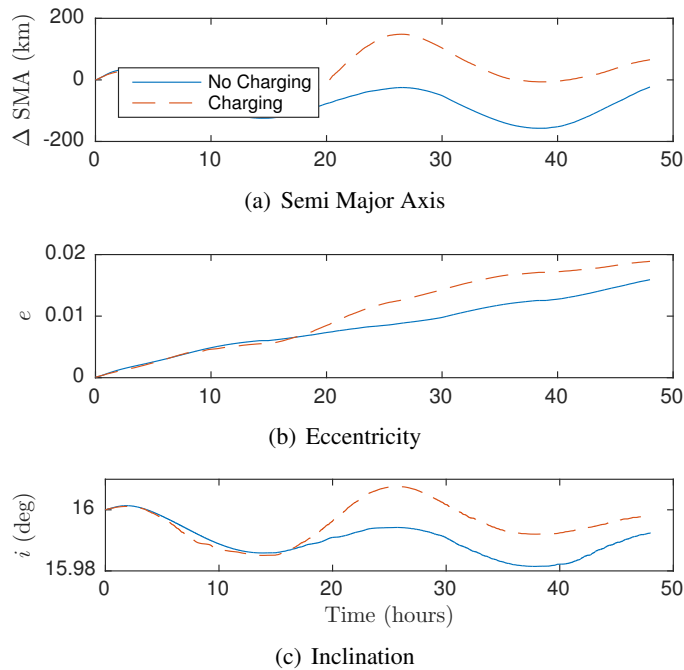 200
0
-200
Δ SMA (km)
No Charging
Charging
0 10 20 30 40 50
(a) Semi Major Axis
0.02
0.01
0
e
0 10 20 30 40 50
(b) Eccentricity
16
15.98
i (deg)
0 10 20 30 40 50
Time (hours)
(c) Inclination